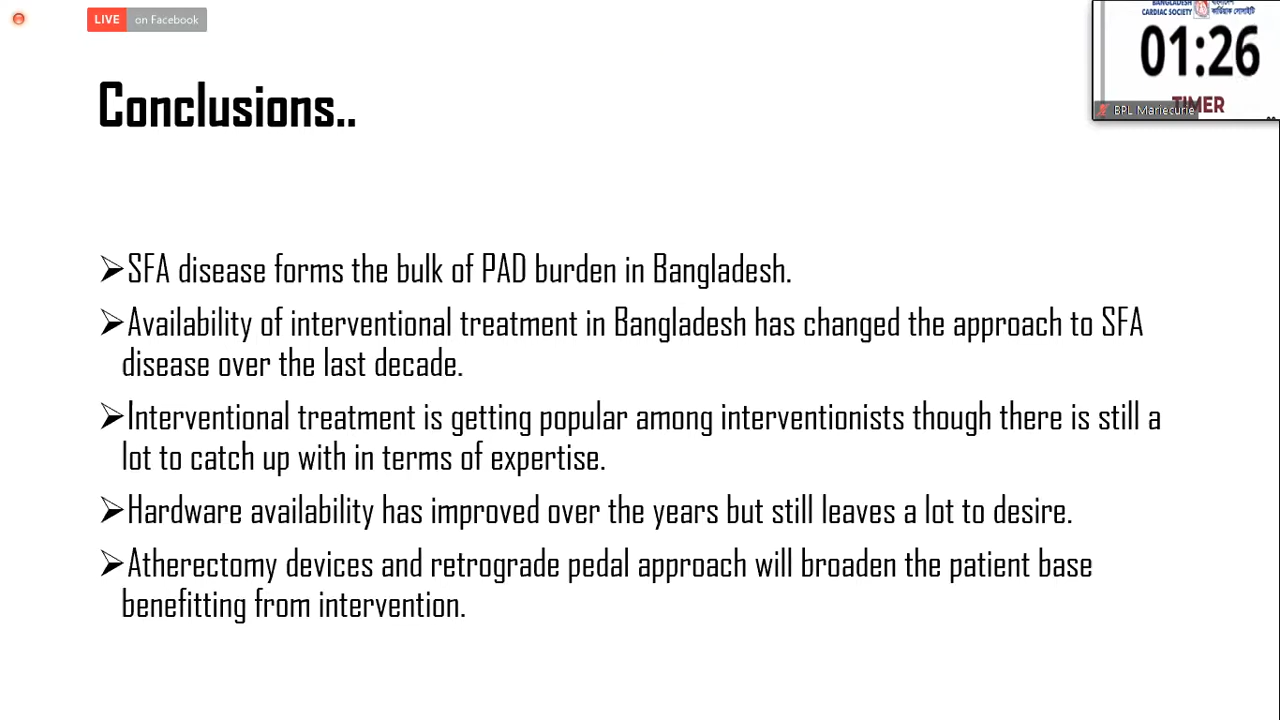 LIVE on Facebook
BANGLADESH
CARDIAC SOCIETY
বাংলাদেশ
কার্ডিয়াক সোসাইটি
01:26
TIMER
BPL Mariecurie
Conclusions..
➢SFA disease forms the bulk of PAD burden in Bangladesh.
➢Availability of interventional treatment in Bangladesh has changed the approach to SFA
disease over the last decade.
➢Interventional treatment is getting popular among interventionists though there is still a
lot to catch up with in terms of expertise.
➢Hardware availability has improved over the years but still leaves a lot to desire.
➢Atherectomy devices and retrograde pedal approach will broaden the patient base
benefitting from intervention.